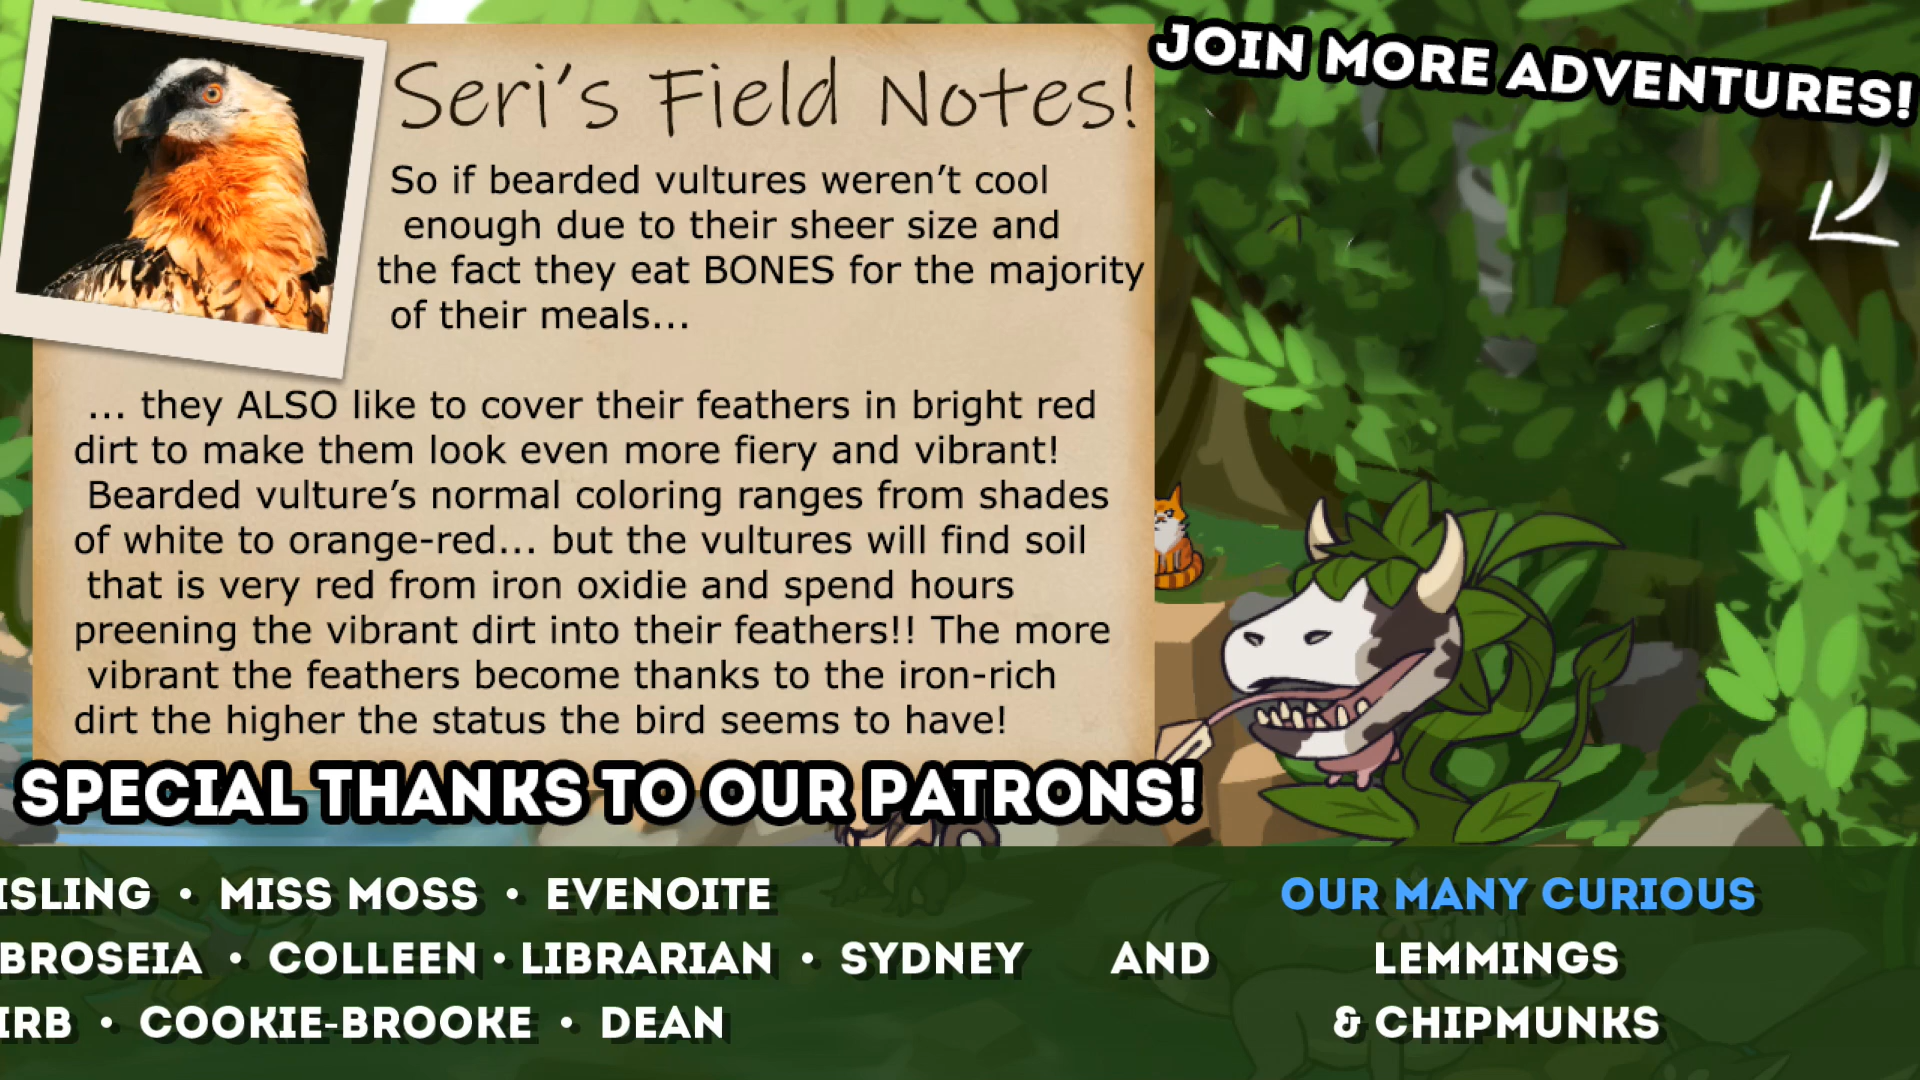 Seri's Field Notes!
JOIN MORE ADVENTURES!
So if bearded vultures weren't cool
enough due to their sheer size and
the fact they eat BONES for the majority
of their meals...
... they ALSO like to cover their feathers in bright red
dirt to make them look even more fiery and vibrant!
Bearded vulture's normal coloring ranges from shades
of white to orange-red... but the vultures will find soil
that is very red from iron oxidie and spend hours
preening the vibrant dirt into their feathers!! The more
vibrant the feathers become thanks to the iron-rich
dirt the higher the status the bird seems to have!
SPECIAL THANKS TO OUR PATRONS!
ISLING • MISS MOSS • EVENOITE OUR MANY CURIOUS
BROSEIA • COLLEEN • LIBRARIAN • SYDNEY AND LEMMINGS
IRB • COOKIE-BROOKE • DEAN & CHIPMUNKS